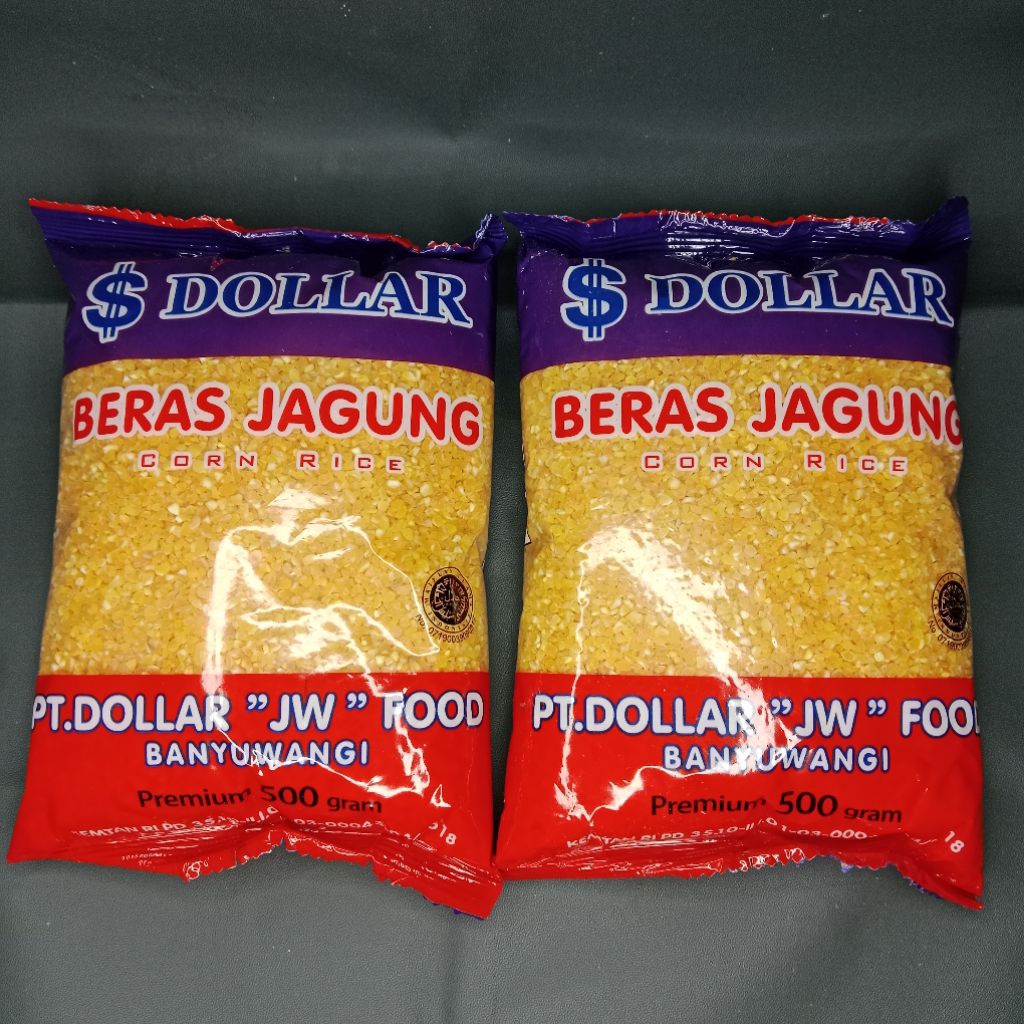 $ DOLLAR
BERAS JAGUNG
CORN RICE
PT.DOLLAR "JW" FOOD
BANYUWANGI
Premium 500 gram
$ DOLLAR
BERAS JAGUNG
CORN RICE
PT.DOLLAR "JW" FOOD
BANYUWANGI
Premium 500 gram